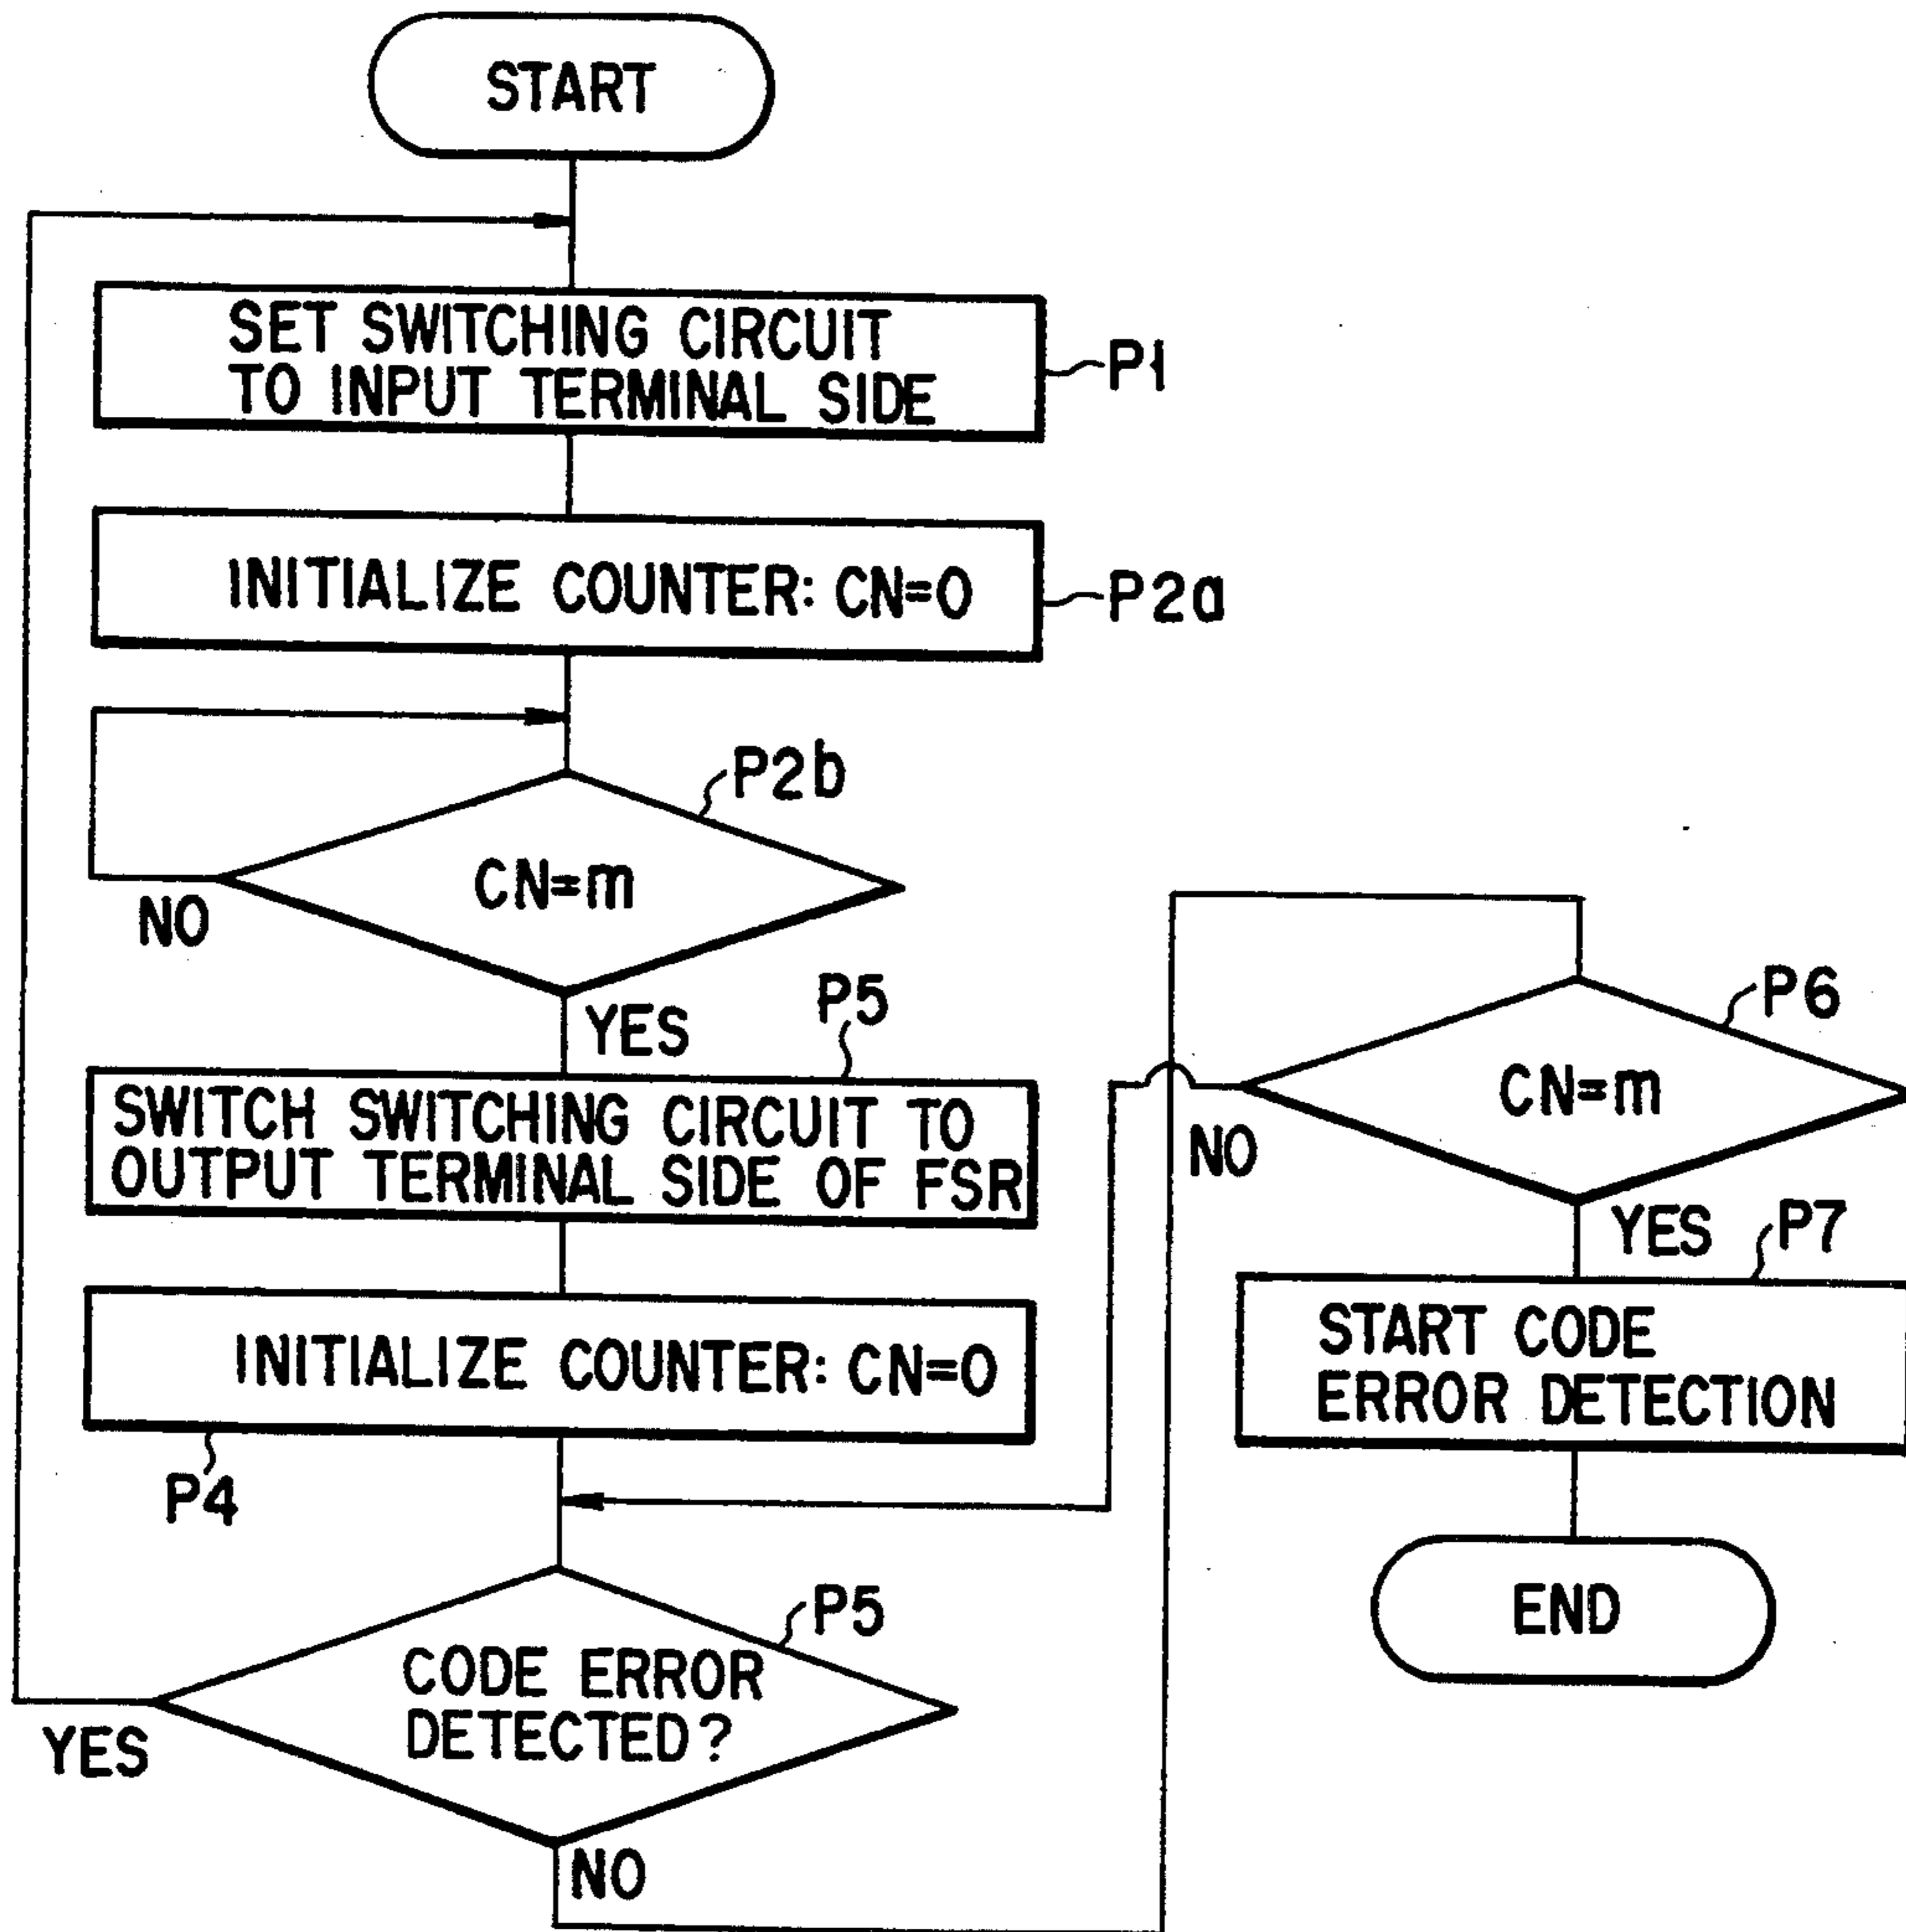 START
SET SWITCHING CIRCUIT
TO INPUT TERMINAL SIDE
P1
INITIALIZE COUNTER: CN=0
P2a
P2b
CN=m
NO
YES
P5
SWITCH SWITCHING CIRCUIT TO
OUTPUT TERMINAL SIDE OF FSR
INITIALIZE COUNTER: CN=0
P4
P5
CODE ERROR
DETECTED?
YES
NO
P6
CN=m
NO
YES
P7
START CODE
ERROR DETECTION
END